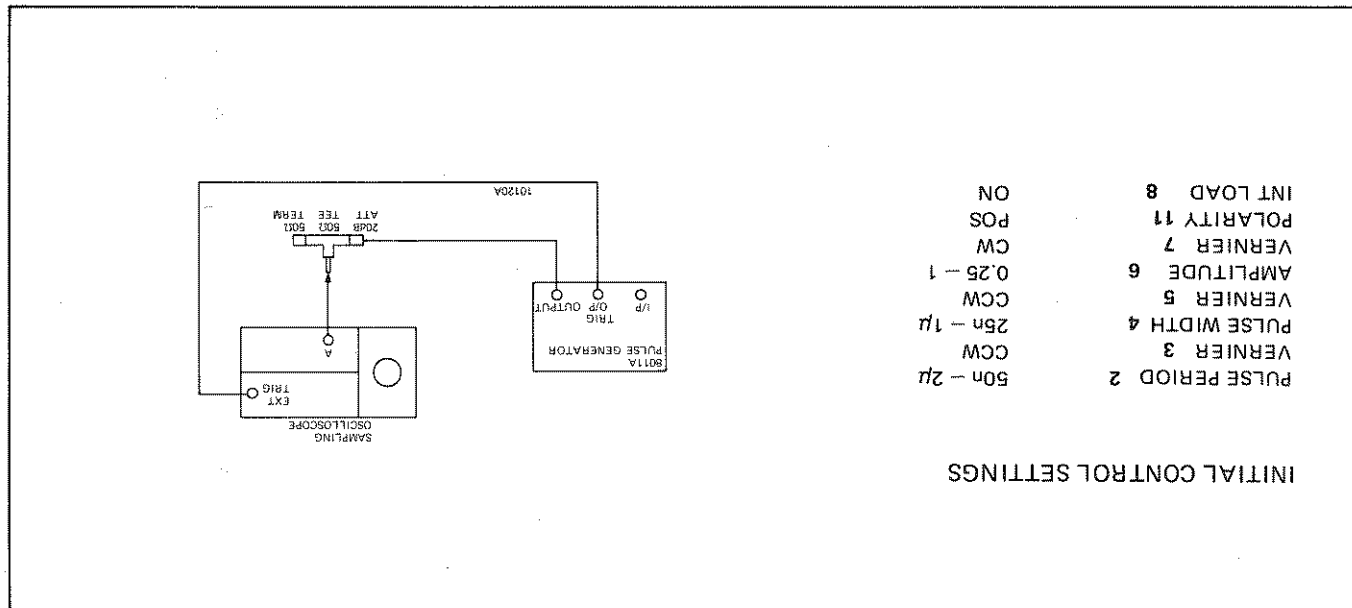 INITIAL CONTROL SETTINGS
PULSE PERIOD 2 50n – 2μ
VERNIER 3 CCW
PULSE WIDTH 4 25n – 1μ
VERNIER 5 CCW
AMPLITUDE 6 0.25 – 1
VERNIER 7 CW
POLARITY 11 POS
INT LOAD 8 ON
SAMPLING
OSCILLOSCOPE
EXT
TRIG
A
8011A
PULSE GENERATOR
I/P
TRIG
O/P
OUTPUT
20dB
ATT
50Ω
TEE
50Ω
TERM
10120A